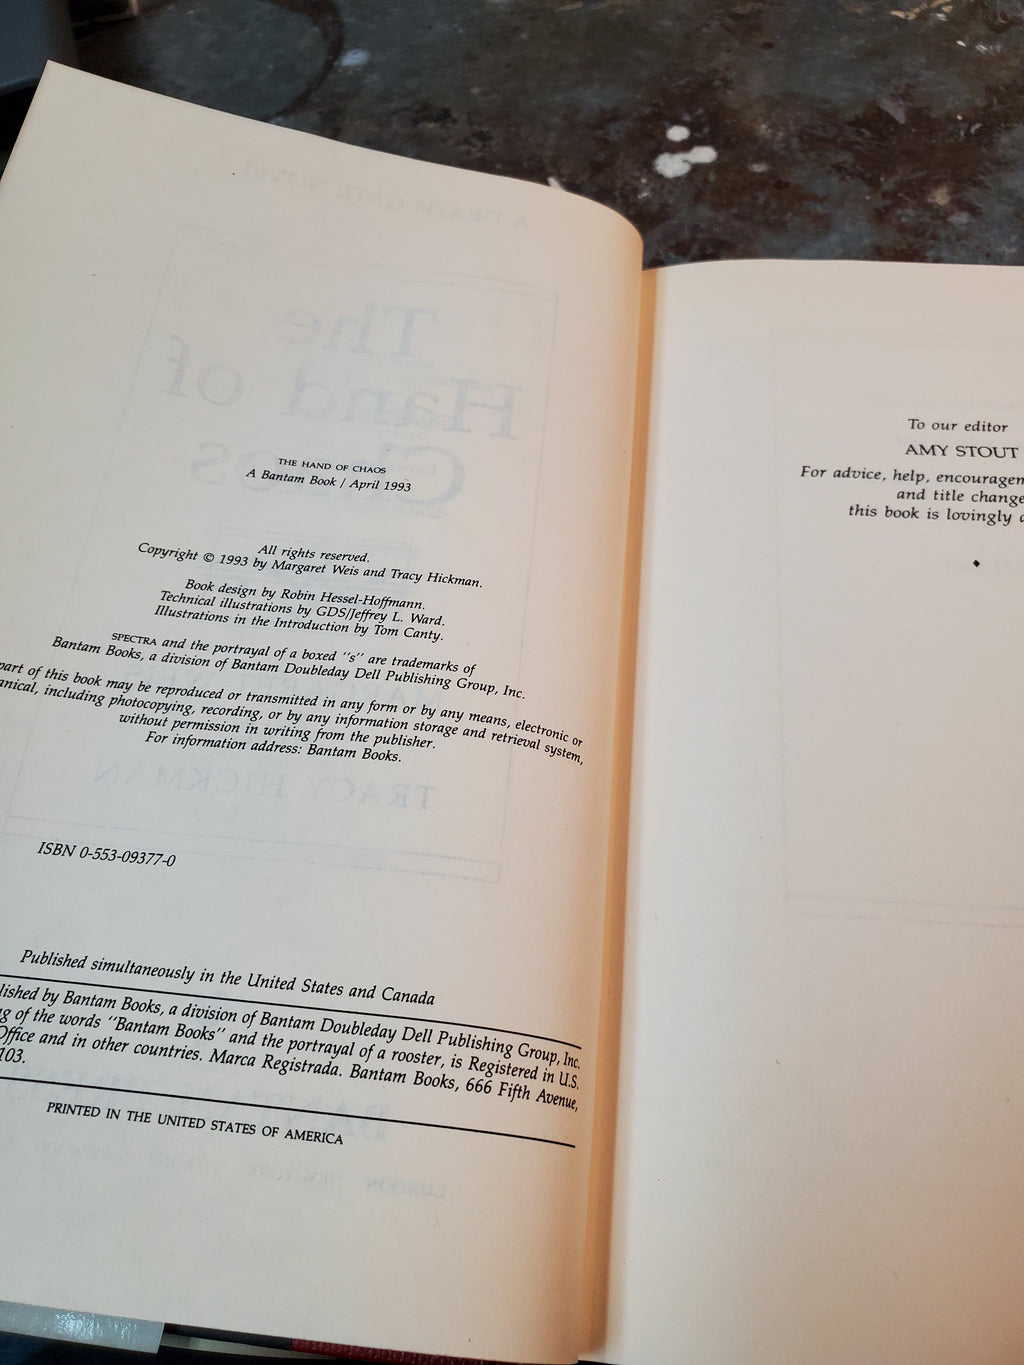 THE HAND OF CHAOS
A Bantam Book / April 1993
All rights reserved.
Copyright © 1993 by Margaret Weis and Tracy Hickman.
Book design by Robin Hessel-Hoffmann.
Technical illustrations by GDS/Jeffrey L. Ward.
Illustrations in the Introduction by Tom Canty.
SPECTRA and the portrayal of a boxed "s" are trademarks of
Bantam Books, a division of Bantam Doubleday Dell Publishing Group, Inc.
part of this book may be reproduced or transmitted in any form or by any means, electronic or
anical, including photocopying, recording, or by any information storage and retrieval system,
without permission in writing from the publisher.
For information address: Bantam Books.
ISBN 0-553-09377-0
Published simultaneously in the United States and Canada
lished by Bantam Books, a division of Bantam Doubleday Dell Publishing Group, Inc.
g of the words "Bantam Books" and the portrayal of a rooster, is Registered in U.S.
Office and in other countries. Marca Registrada. Bantam Books, 666 Fifth Avenue,
103.
PRINTED IN THE UNITED STATES OF AMERICA
To our editor
AMY STOUT
For advice, help, encouragem
and title change
this book is lovingly